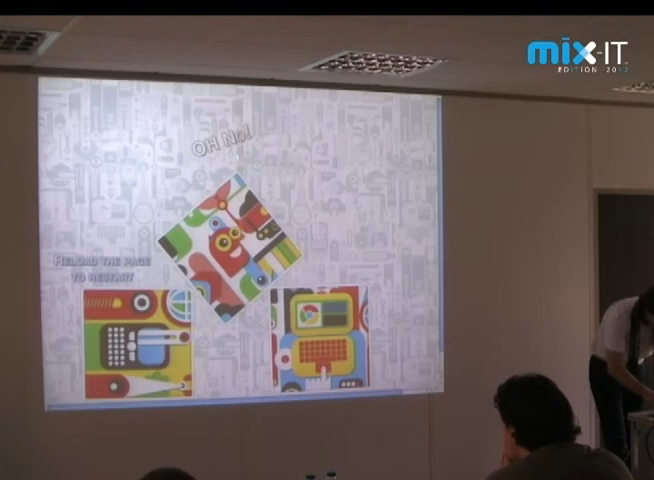 mix-IT
EDITION 2012
OH NO!
RELOAD THE PAGE
TO RESTART